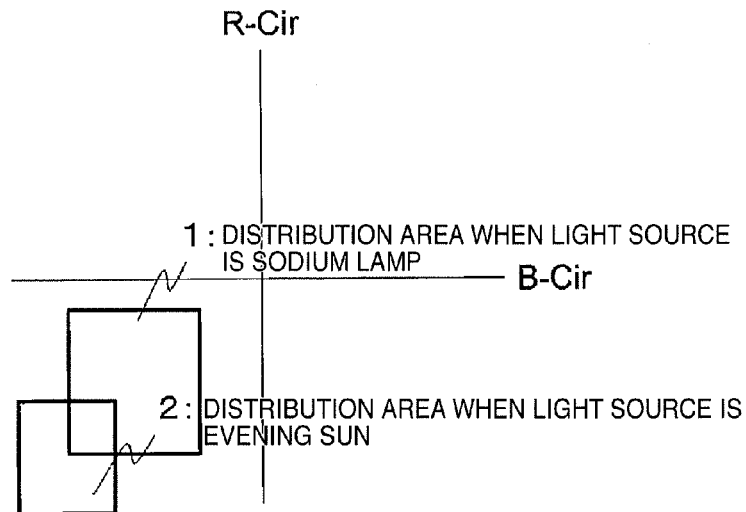 R-Cir
1 : DISTRIBUTION AREA WHEN LIGHT SOURCE
IS SODIUM LAMP
B-Cir
2 : DISTRIBUTION AREA WHEN LIGHT SOURCE IS
EVENING SUN